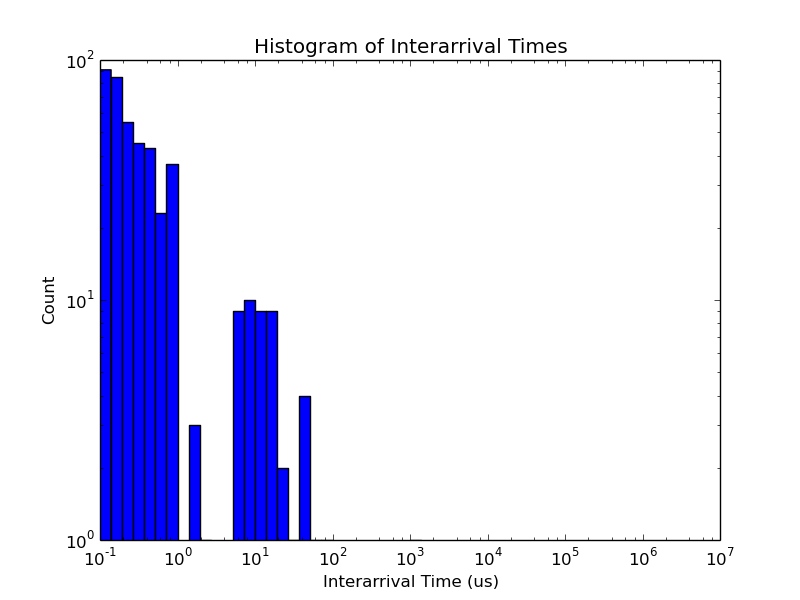 Histogram of Interarrival Times
10^2
10^1
10^0
Count
10^-1 10^0 10^1 10^2 10^3 10^4 10^5 10^6 10^7
Interarrival Time (us)